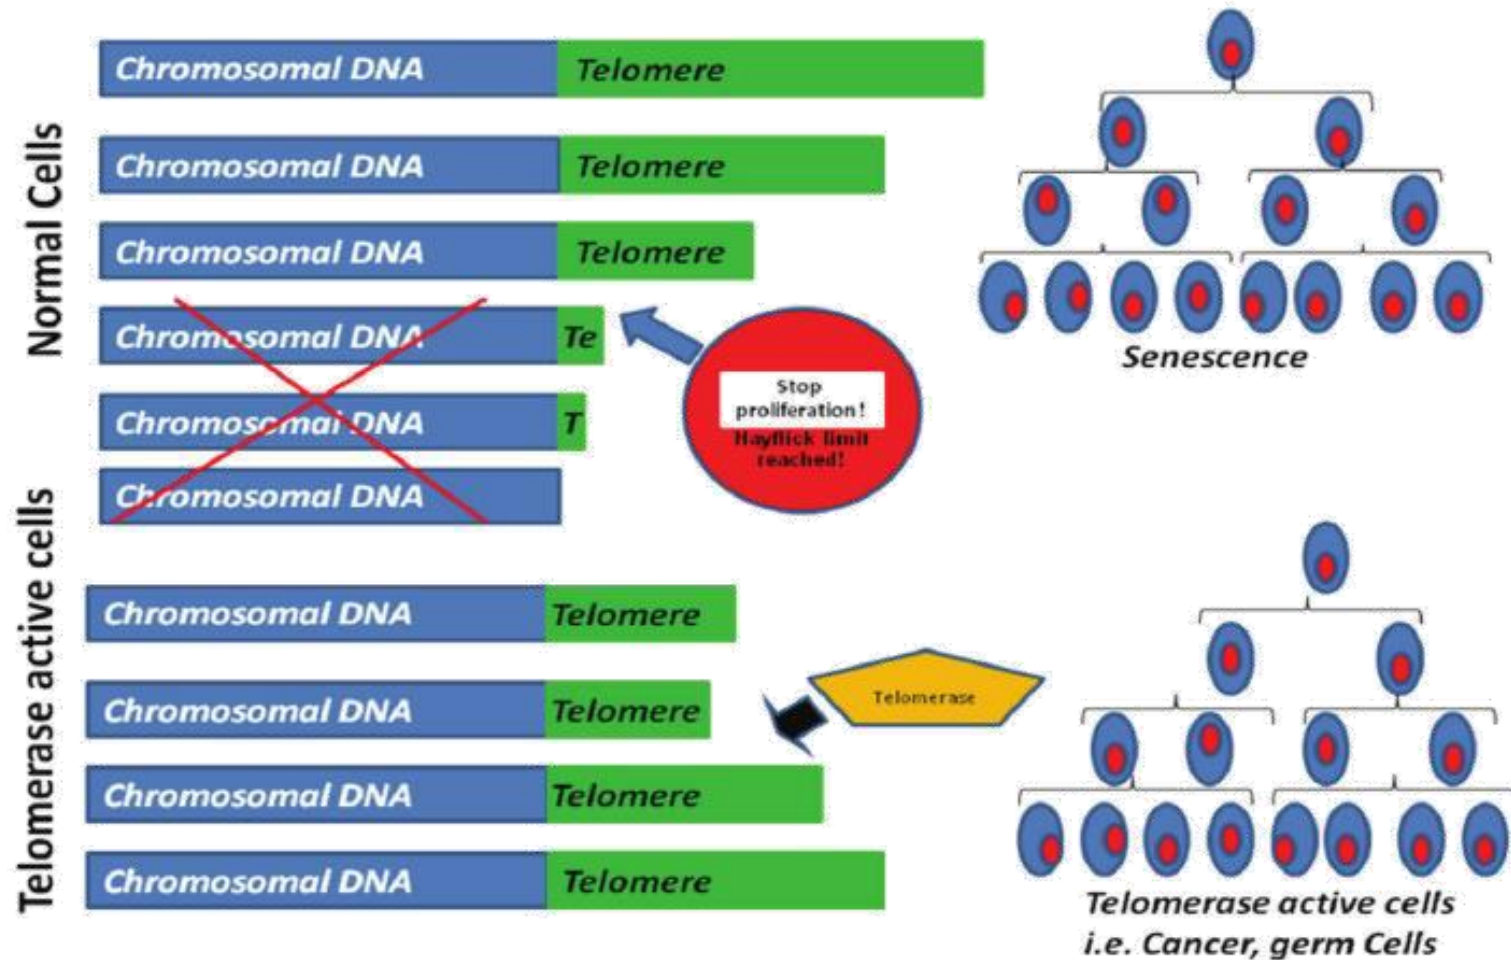 Normal Cells
Chromosomal DNA Telomere
Chromosomal DNA Telomere
Chromosomal DNA Telomere
Chromosomal DNA Te
Chromosomal DNA T
Chromosomal DNA
Stop
proliferation!
Hayflick limit
reached!
Senescence
Telomerase active cells
Chromosomal DNA Telomere
Chromosomal DNA Telomere
Chromosomal DNA Telomere
Chromosomal DNA Telomere
Telomerase
Telomerase active cells
i.e. Cancer, germ Cells